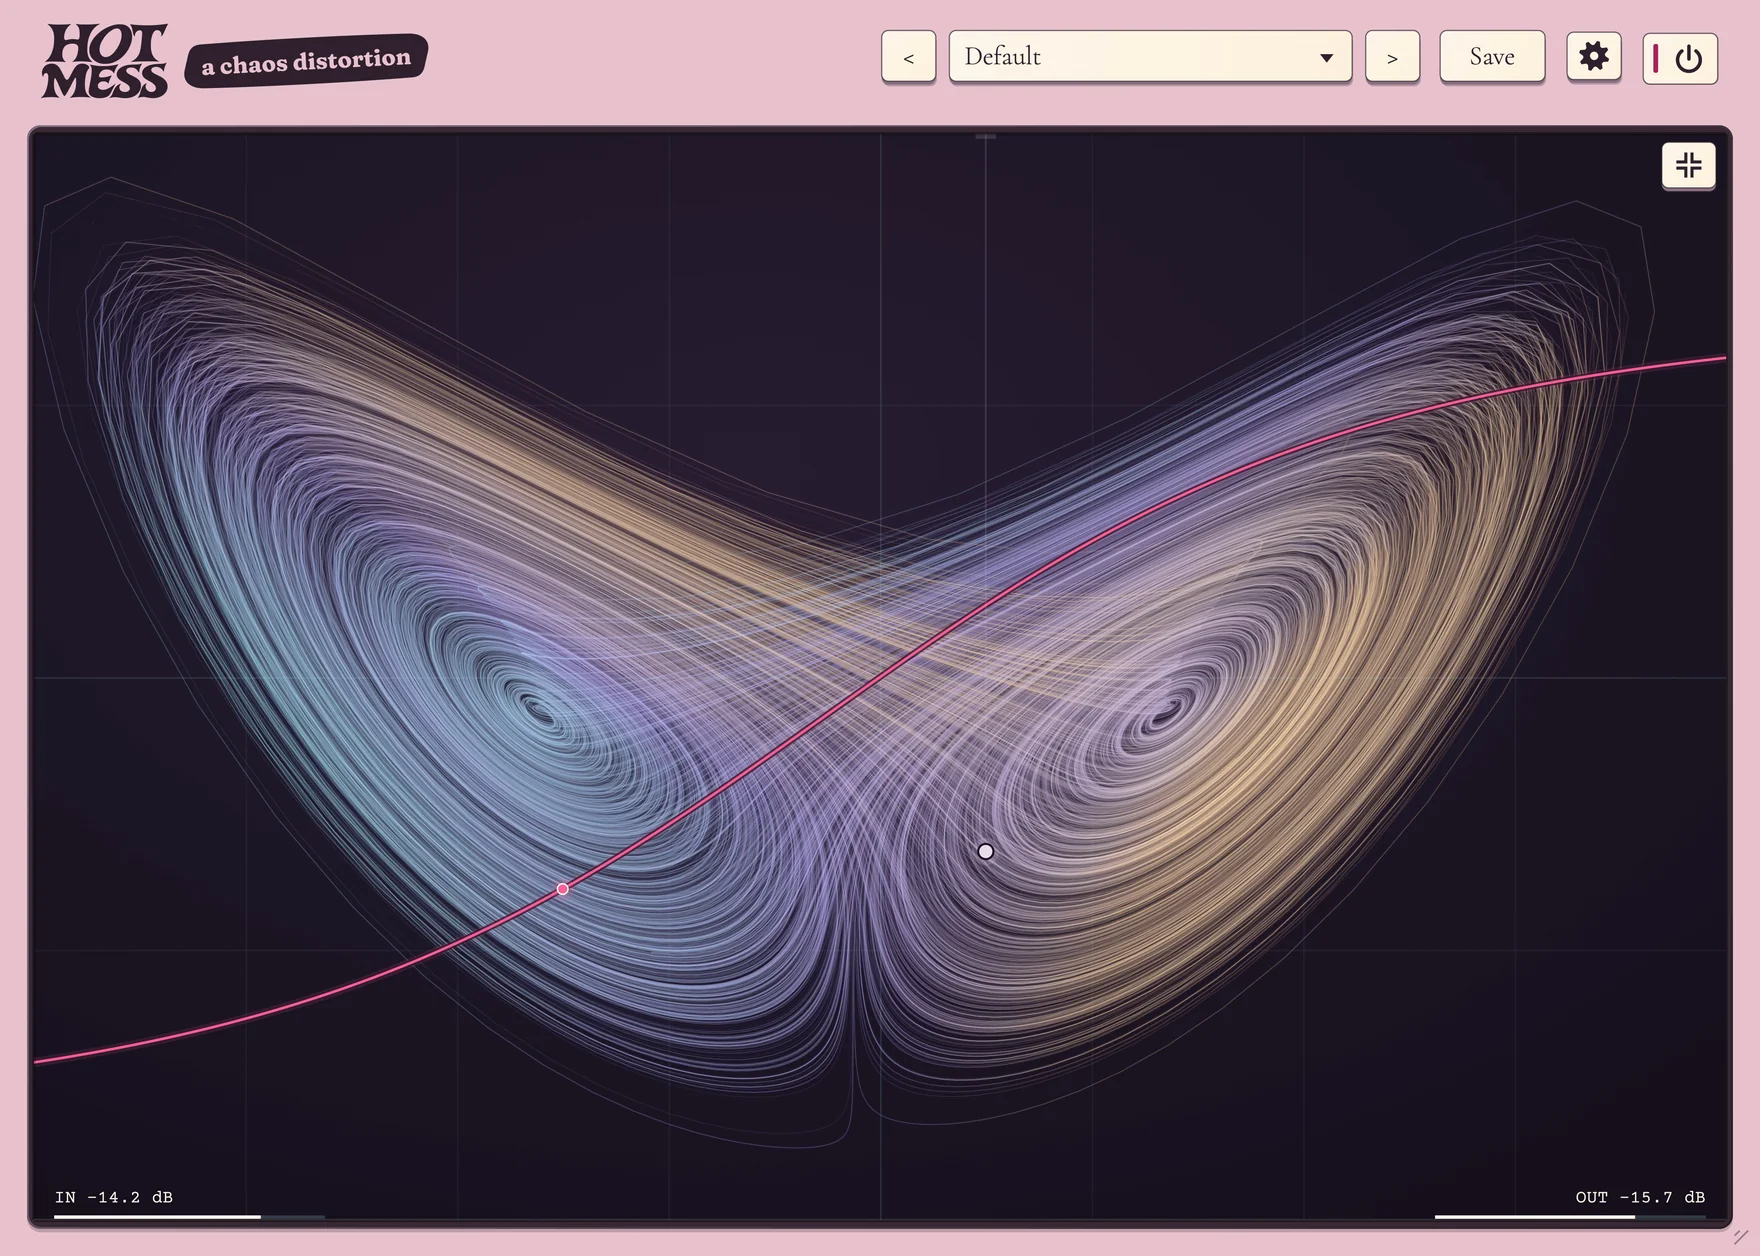 HOT
MESS
a chaos distortion
<
Default
>
Save
IN -14.2 dB
OUT -15.7 dB